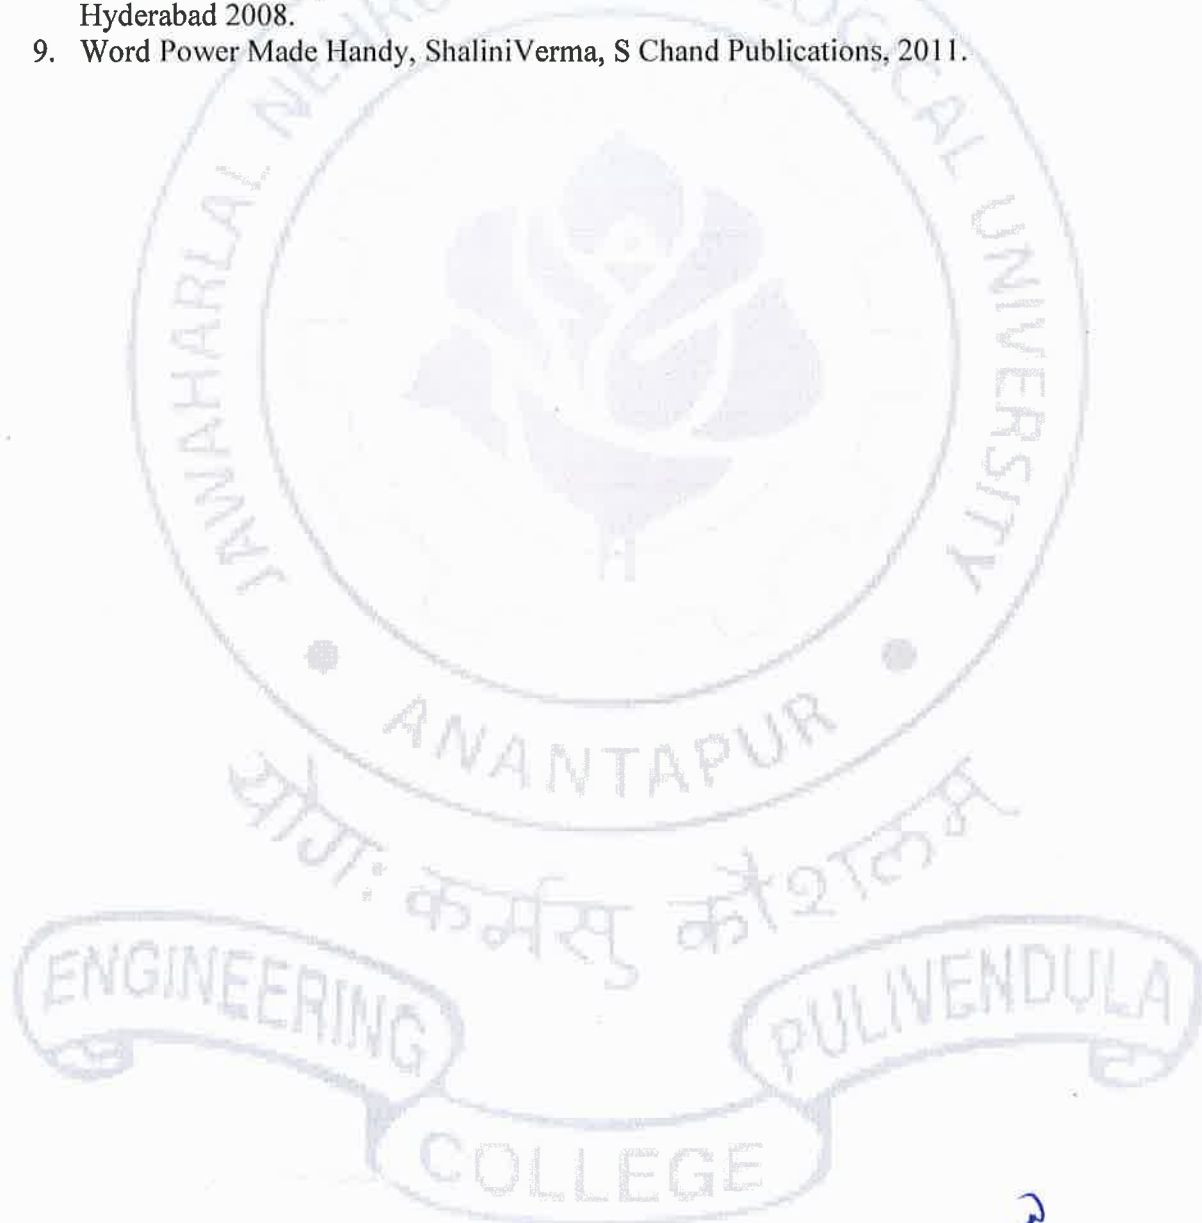 Hyderabad 2008.
9. Word Power Made Handy, ShaliniVerma, S Chand Publications, 2011.
JAWAHARLAL NEHRU
OGICAL UNIVERSITY
ANANTAPUR
योगः कर्मसु कौशलम
ENGINEERING
COLLEGE
PULIVENDULA